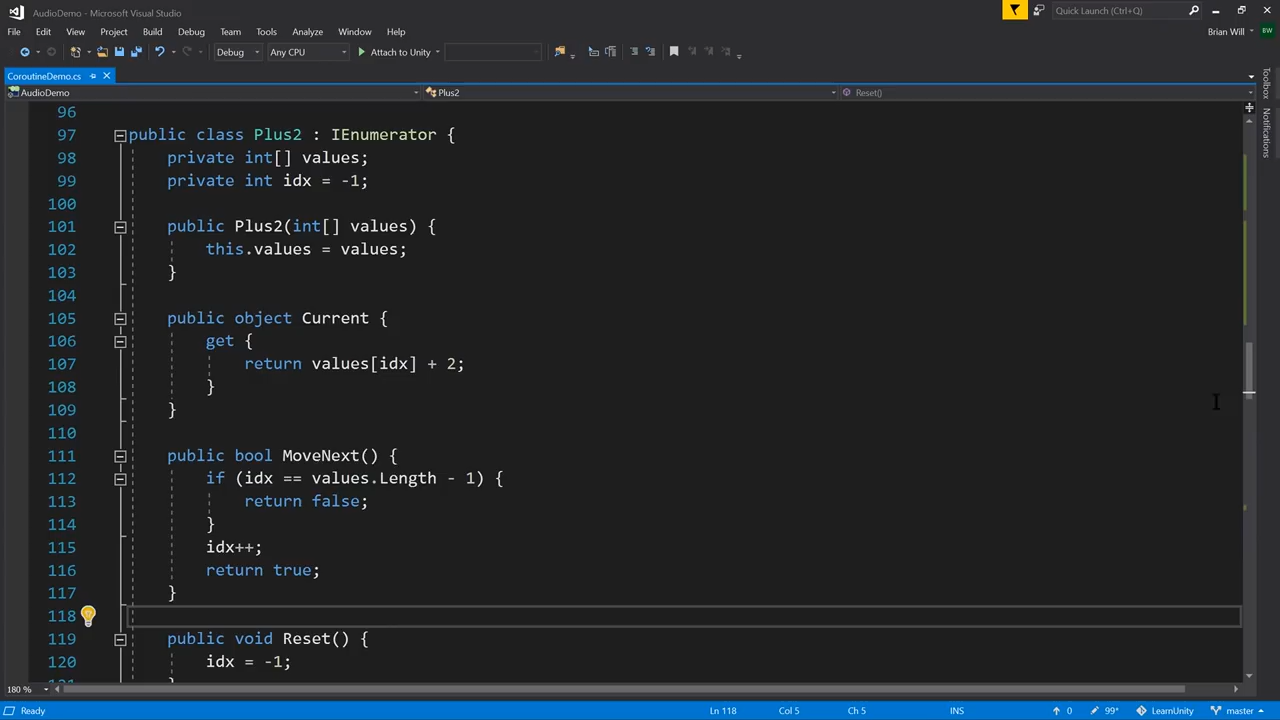 AudioDemo - Microsoft Visual Studio
Quick Launch (Ctrl+Q)
File Edit View Project Build Debug Team Tools Analyze Window Help
Brian Will BW
Debug Any CPU Attach to Unity
CoroutineDemo.cs
AudioDemo Plus2 Reset()
96
97 public class Plus2 : IEnumerator {
98 private int[] values;
99 private int idx = -1;
100
101 public Plus2(int[] values) {
102 this.values = values;
103 }
104
105 public object Current {
106 get {
107 return values[idx] + 2;
108 }
109 }
110
111 public bool MoveNext() {
112 if (idx == values.Length - 1) {
113 return false;
114 }
115 idx++;
116 return true;
117 }
118
119 public void Reset() {
120 idx = -1;
Toolbox
Notifications
180 %
Ready Ln 118 Col 5 Ch 5 INS 0 99* LearnUnity master